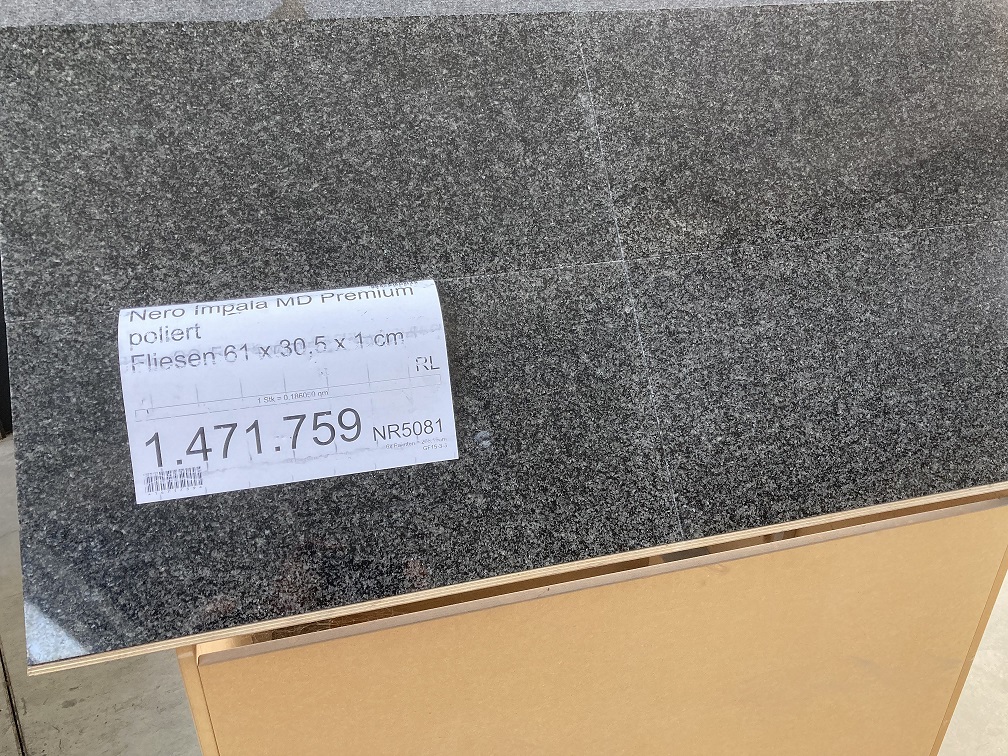 Nero Impala MD Premium
poliert
Fliesen 61 x 30,5 x 1 cm
RL
1 Stk = 0,186050 qm
1.471.759 NR5081